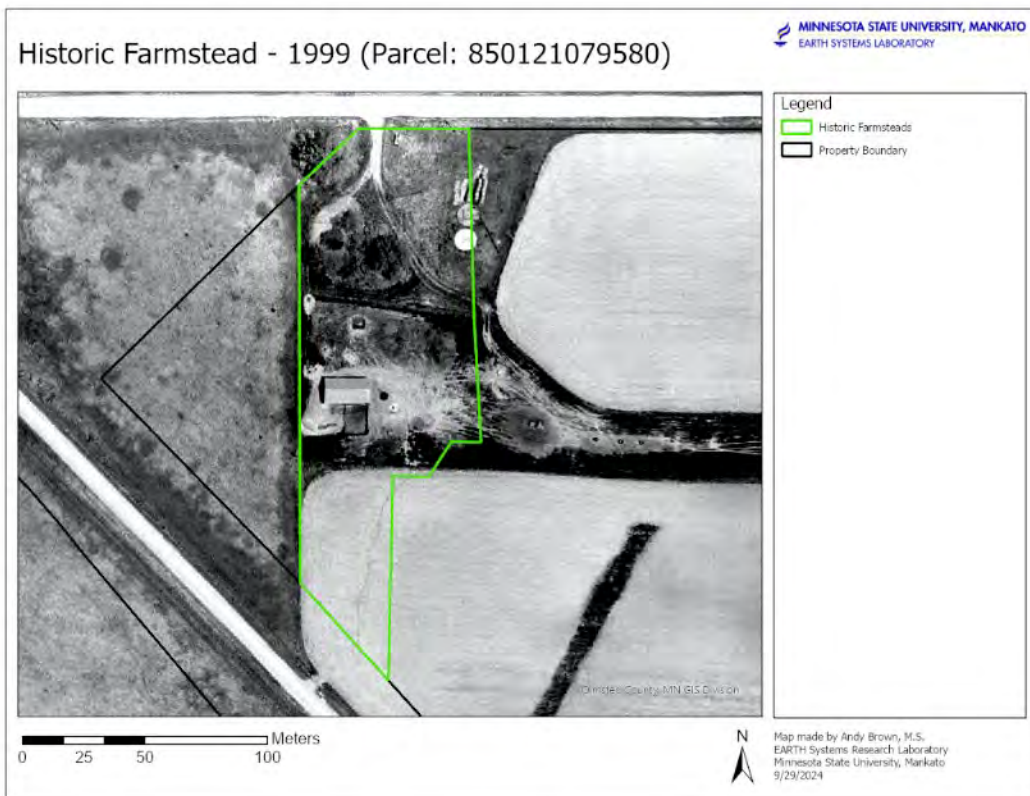 MINNESOTA STATE UNIVERSITY, MANKATO
EARTH SYSTEMS LABORATORY
Historic Farmstead - 1999 (Parcel: 850121079580)
Legend
Historic Farmsteads
Property Boundary
Olmsted County, MN GIS Division
Meters
0 25 50 100
N
Map made by Andy Brown, M.S.
EARTH Systems Research Laboratory
Minnesota State University, Mankato
9/29/2024